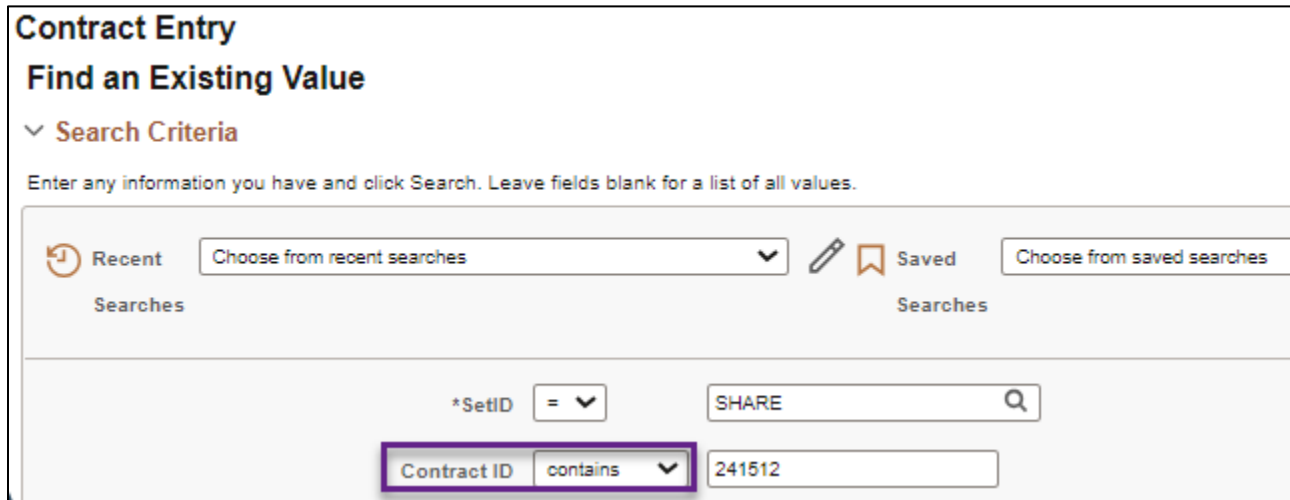 Contract Entry
Find an Existing Value
Search Criteria
Enter any information you have and click Search. Leave fields blank for a list of all values.
Recent Searches Choose from recent searches Saved Searches Choose from saved searches
*SetID = SHARE
Contract ID contains 241512